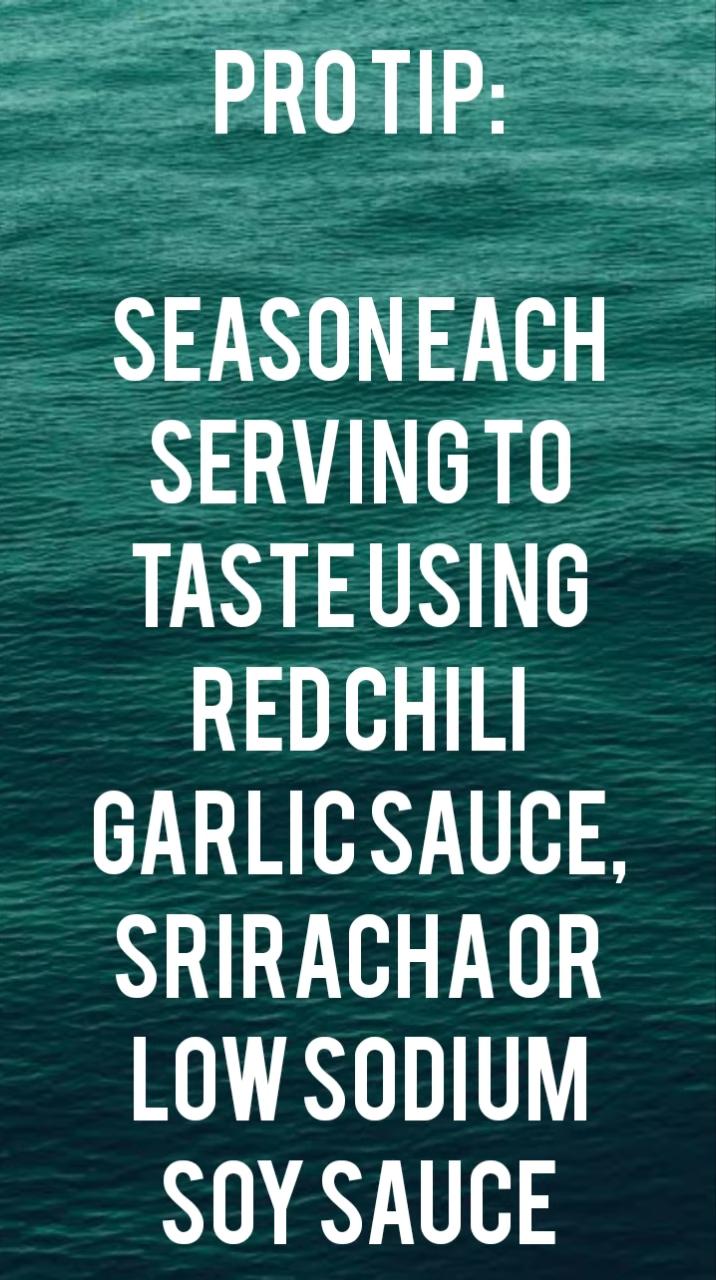 PRO TIP:
SEASON EACH
SERVING TO
TASTE USING
RED CHILI
GARLIC SAUCE,
SRIRACHA OR
LOW SODIUM
SOY SAUCE